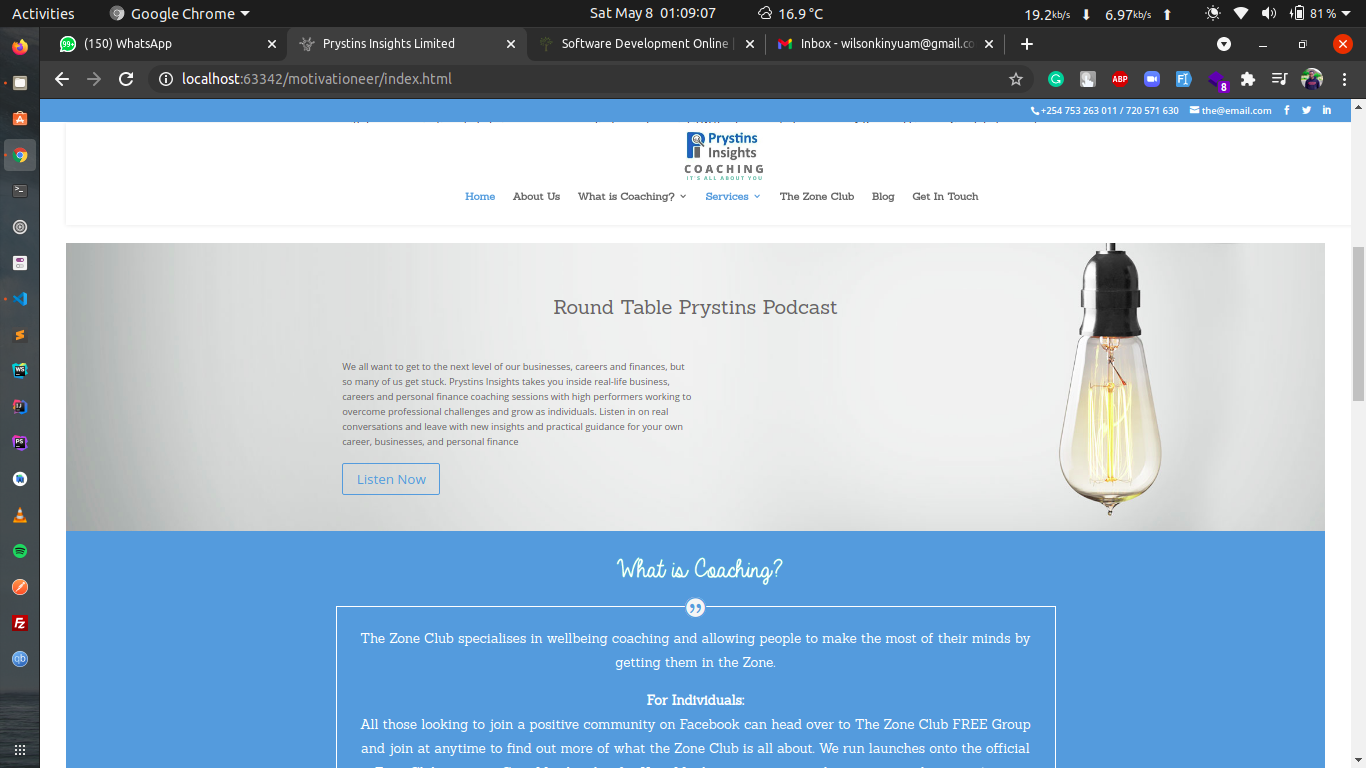 Activities
Google Chrome
Sat May 8 01:09:07
16.9 °C
19.2kb/s
6.97kb/s
81 %
99+
(150) WhatsApp
Prystins Insights Limited
Software Development Online |
Inbox - wilsonkinyuam@gmail.co
localhost:63342/motivationeer/index.html
ABP
8
+254 753 263 011 / 720 571 630
the@email.com
Prystins
Insights
COACHING
IT'S ALL ABOUT YOU
Home
About Us
What is Coaching?
Services
The Zone Club
Blog
Get In Touch
Round Table Prystins Podcast
We all want to get to the next level of our businesses, careers and finances, but
so many of us get stuck. Prystins Insights takes you inside real-life business,
careers and personal finance coaching sessions with high performers working to
overcome professional challenges and grow as individuals. Listen in on real
conversations and leave with new insights and practical guidance for your own
career, businesses, and personal finance
Listen Now
What is Coaching?
The Zone Club specialises in wellbeing coaching and allowing people to make the most of their minds by
getting them in the Zone.
For Individuals:
All those looking to join a positive community on Facebook can head over to The Zone Club FREE Group
and join at anytime to find out more of what the Zone Club is all about. We run launches onto the official